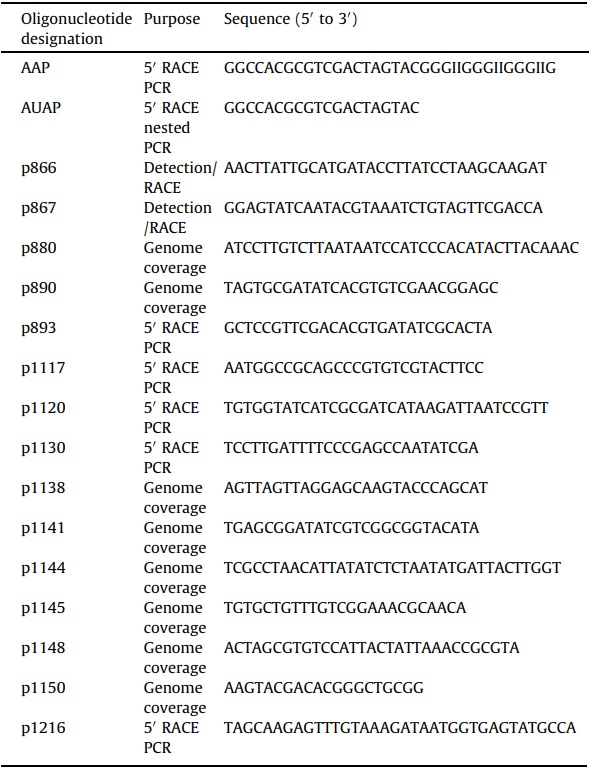 Oligonucleotide Purpose Sequence (5′ to 3′)
designation
AAP 5′ RACE GGCCACGCGTCGACTAGTACGGGIIGGGIIGGGIIG
PCR
AUAP 5′ RACE GGCCACGCGTCGACTAGTAC
nested
PCR
p866 Detection/ AACTTATTGCATGATACCTTATCCTAAGCAAGAT
RACE
p867 Detection GGAGTATCAATACGTAAATCTGTAGTTCGACCA
/RACE
p880 Genome ATCCTTGTCTTAATAATCCATCCCACATACTTACAAAC
coverage
p890 Genome TAGTGCGATATCACGTGTCGAACGGAGC
coverage
p893 5′ RACE GCTCCGTTCGACACGTGATATCGCACTA
PCR
p1117 5′ RACE AATGGCCGCAGCCCGTGTCGTACTTCC
PCR
p1120 5′ RACE TGTGGTATCATCGCGATCATAAGATTAATCCGTT
PCR
p1130 5′ RACE TCCTTGATTTTCCCGAGCCAATATCGA
PCR
p1138 Genome AGTTAGTTAGGAGCAAGTACCCAGCAT
coverage
p1141 Genome TGAGCGGATATCGTCGGCGGTACATA
coverage
p1144 Genome TCGCCTAACATTATATCTCTAATATGATTACTTGGT
coverage
p1145 Genome TGTGCTGTTTGTCGGAAACGCAACA
coverage
p1148 Genome ACTAGCGTGTCCATTACTATTAAACCGCGTA
coverage
p1150 Genome AAGTACGACACGGGCTGCGG
coverage
p1216 5′ RACE TAGCAAGAGTTTGTAAAGATAATGGTGAGTATGCCA
PCR